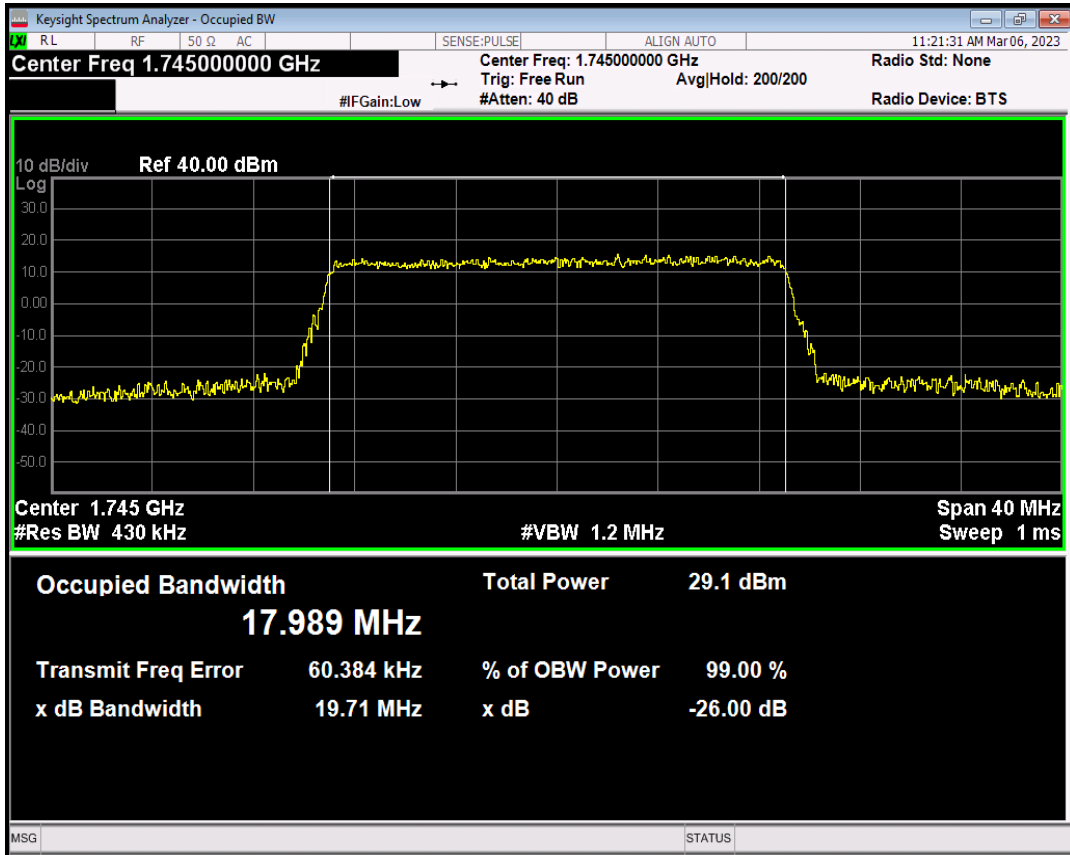 Keysight Spectrum Analyzer - Occupied BW
LXI RL RF 50 Ω AC SENSE:PULSE ALIGN AUTO 11:21:31 AM Mar 06, 2023
Center Freq 1.745000000 GHz Center Freq: 1.745000000 GHz Radio Std: None
Trig: Free Run Avg|Hold: 200/200
#IFGain:Low #Atten: 40 dB Radio Device: BTS
10 dB/div Ref 40.00 dBm
Log
30.0
20.0
10.0
0.00
-10.0
-20.0
-30.0
-40.0
-50.0
Center 1.745 GHz Span 40 MHz
#Res BW 430 kHz #VBW 1.2 MHz Sweep 1 ms
Occupied Bandwidth Total Power 29.1 dBm
17.989 MHz
Transmit Freq Error 60.384 kHz % of OBW Power 99.00 %
x dB Bandwidth 19.71 MHz x dB -26.00 dB
MSG STATUS